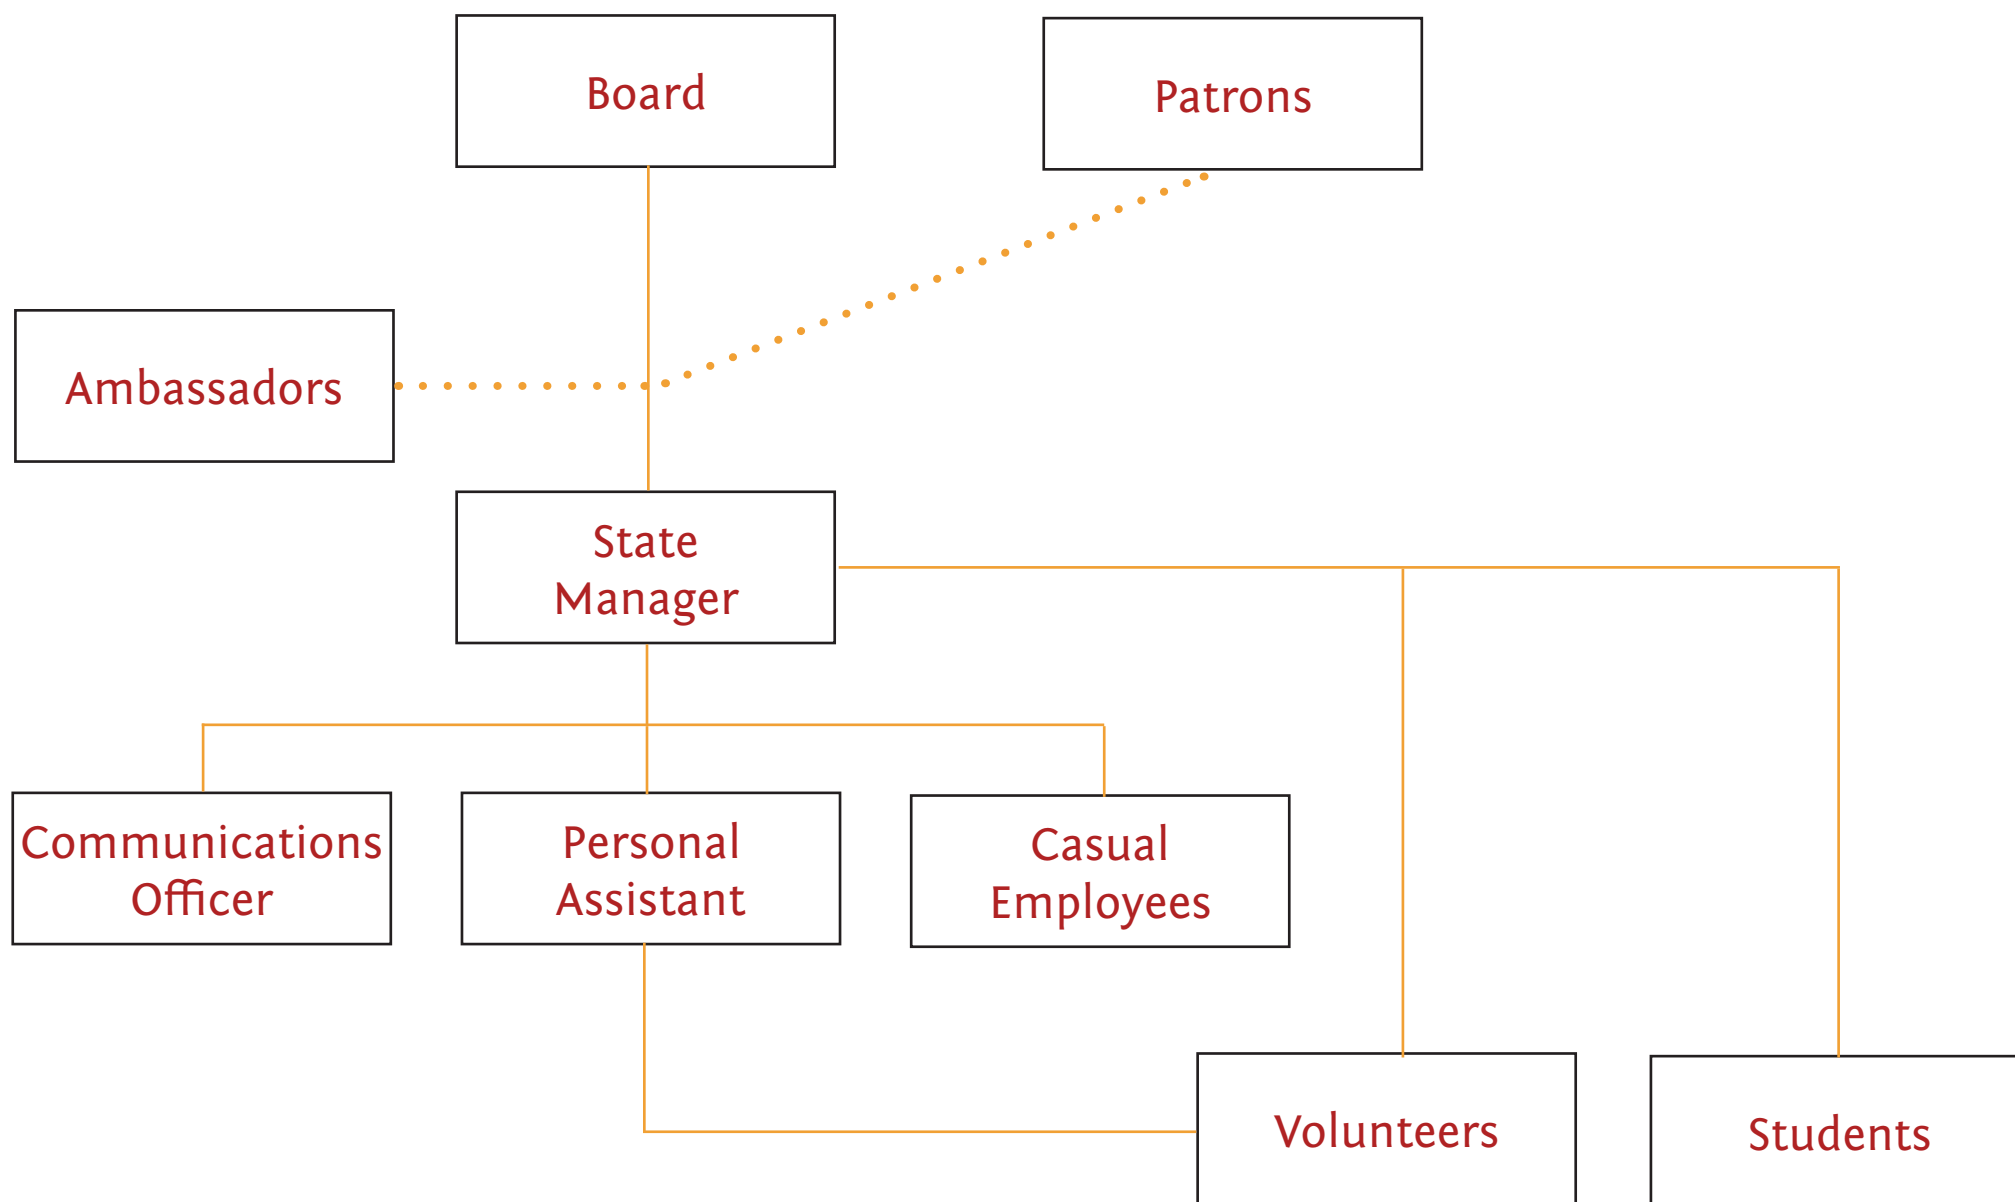 Board
Patrons
Ambassadors
State
Manager
Communications
Officer
Personal
Assistant
Casual
Employees
Volunteers
Students